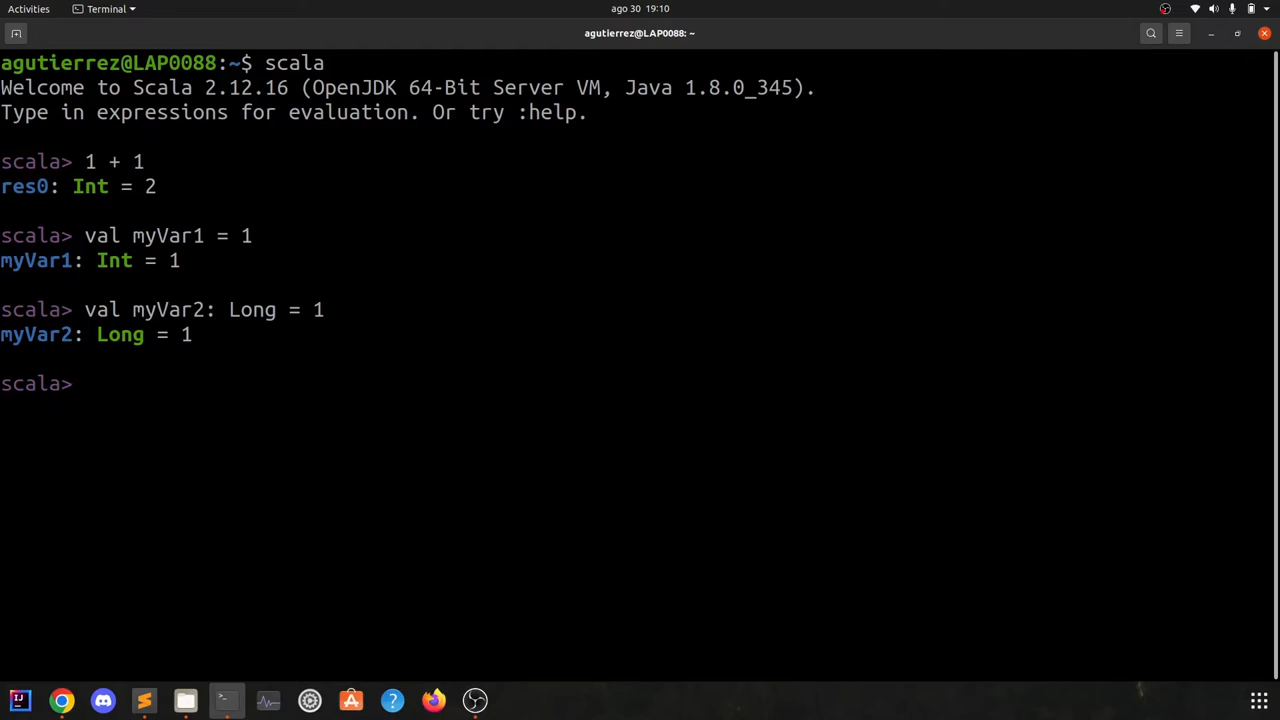 Activities
Terminal
ago 30 19:10
agutierrez@LAP0088: ~
agutierrez@LAP0088:~$ scala
Welcome to Scala 2.12.16 (OpenJDK 64-Bit Server VM, Java 1.8.0_345).
Type in expressions for evaluation. Or try :help.
scala> 1 + 1
res0: Int = 2
scala> val myVar1 = 1
myVar1: Int = 1
scala> val myVar2: Long = 1
myVar2: Long = 1
scala>